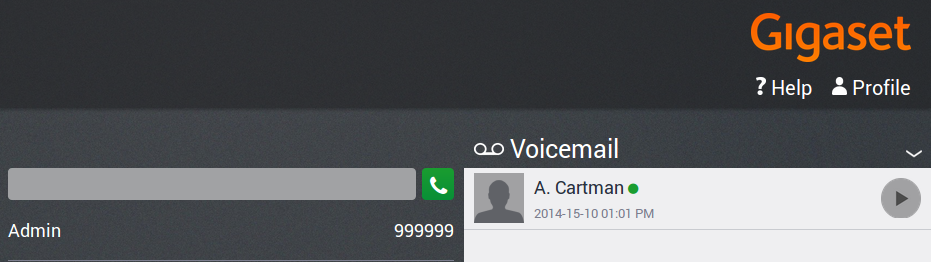 Gigaset
? Help Profile
Voicemail
A. Cartman
2014-15-10 01:01 PM
Admin 999999